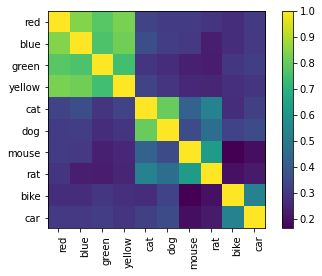 red
blue
green
yellow
cat
dog
mouse
rat
bike
car
red
blue
green
yellow
cat
dog
mouse
rat
bike
car
1.0
0.9
0.8
0.7
0.6
0.5
0.4
0.3
0.2